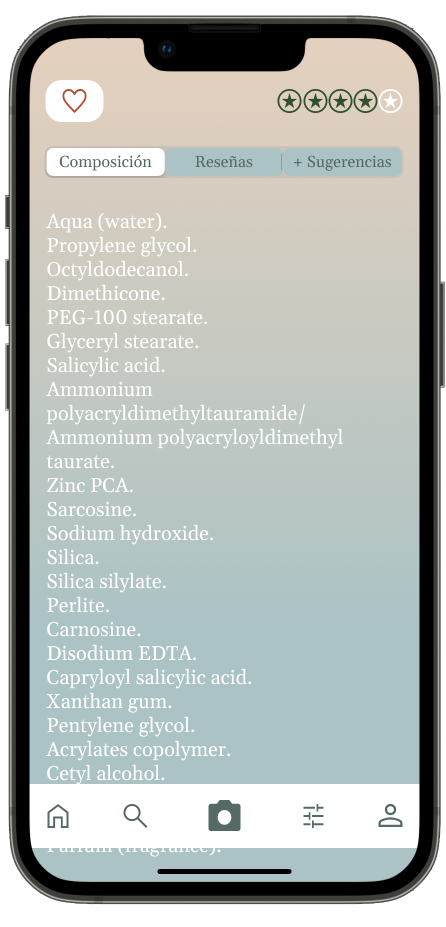 Composición Reseñas + Sugerencias
Aqua (water).
Propylene glycol.
Octyldodecanol.
Dimethicone.
PEG-100 stearate.
Glyceryl stearate.
Salicylic acid.
Ammonium
polyacryldimethyltauramide/
Ammonium polyacryloyldimethyl
taurate.
Zinc PCA.
Sarcosine.
Sodium hydroxide.
Silica.
Silica silylate.
Perlite.
Carnosine.
Disodium EDTA.
Capryloyl salicylic acid.
Xanthan gum.
Pentylene glycol.
Acrylates copolymer.
Cetyl alcohol.
Parfum (fragrance).